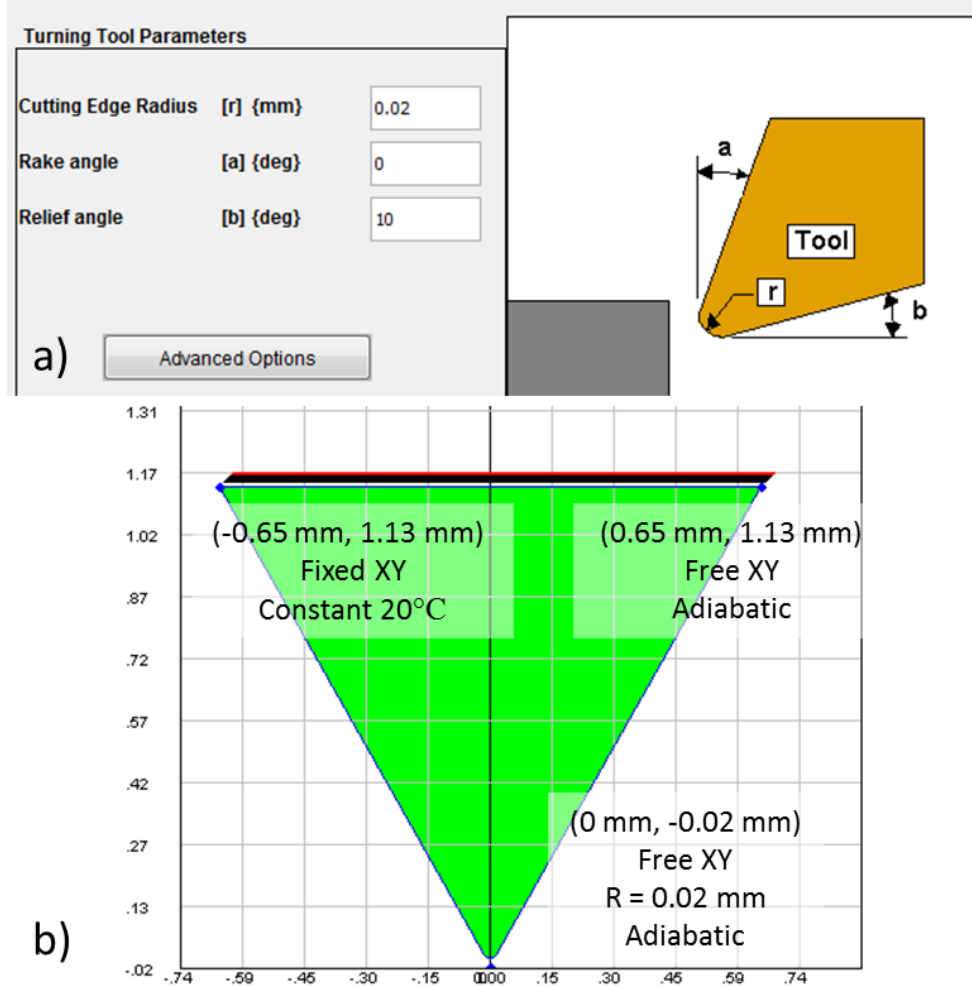 Turning Tool Parameters
Cutting Edge Radius [r] {mm} 0.02
Rake angle [a] {deg} 0
Relief angle [b] {deg} 10
Advanced Options
a)
a
Tool
r
b
1.31
1.17
1.02
.87
.72
.57
.42
.27
.13
-.02
(-0.65 mm, 1.13 mm)
Fixed XY
Constant 20°C
(0.65 mm, 1.13 mm)
Free XY
Adiabatic
(0 mm, -0.02 mm)
Free XY
R = 0.02 mm
Adiabatic
b)
-.74 -.59 -.45 -.30 -.15 0.00 .15 .30 .45 .59 .74